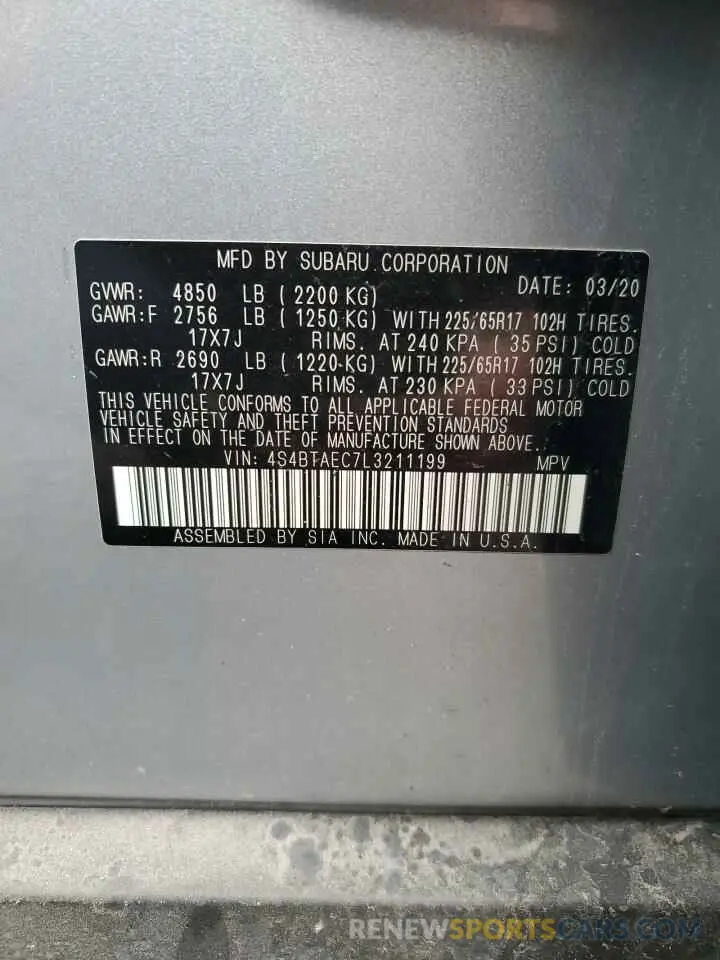 MFD BY SUBARU CORPORATION
DATE: 03/20
GVWR: 4850 LB ( 2200 KG)
GAWR:F 2756 LB ( 1250 KG) WITH 225/65R17 102H TIRES.
17X7J RIMS. AT 240 KPA ( 35 PSI) COLD
GAWR:R 2690 LB ( 1220 KG) WITH 225/65R17 102H TIRES.
17X7J RIMS. AT 230 KPA ( 33 PSI) COLD
THIS VEHICLE CONFORMS TO ALL APPLICABLE FEDERAL MOTOR
VEHICLE SAFETY AND THEFT PREVENTION STANDARDS
IN EFFECT ON THE DATE OF MANUFACTURE SHOWN ABOVE.
VIN: 4S4BTAEC7L3211199 MPV
ASSEMBLED BY SIA INC. MADE IN U.S.A.
RENEWSPORTSCARS.COM